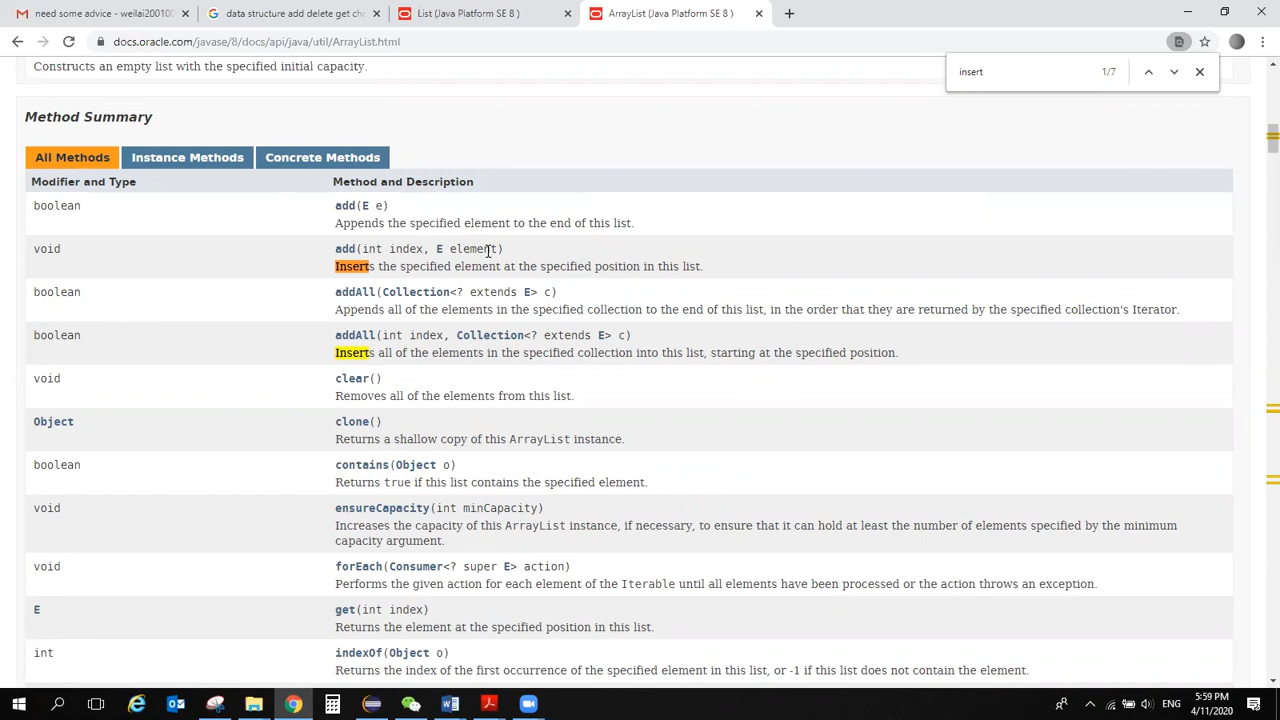 need some advice - weilai200100
data structure add delete get cha
List (Java Platform SE 8 )
ArrayList (Java Platform SE 8 )
docs.oracle.com/javase/8/docs/api/java/util/ArrayList.html
insert 1/7
Constructs an empty list with the specified initial capacity.
Method Summary
All Methods Instance Methods Concrete Methods
Modifier and Type Method and Description
boolean add(E e)
Appends the specified element to the end of this list.
void add(int index, E element)
Inserts the specified element at the specified position in this list.
boolean addAll(Collection<? extends E> c)
Appends all of the elements in the specified collection to the end of this list, in the order that they are returned by the specified collection's Iterator.
boolean addAll(int index, Collection<? extends E> c)
Inserts all of the elements in the specified collection into this list, starting at the specified position.
void clear()
Removes all of the elements from this list.
Object clone()
Returns a shallow copy of this ArrayList instance.
boolean contains(Object o)
Returns true if this list contains the specified element.
void ensureCapacity(int minCapacity)
Increases the capacity of this ArrayList instance, if necessary, to ensure that it can hold at least the number of elements specified by the minimum
capacity argument.
void forEach(Consumer<? super E> action)
Performs the given action for each element of the Iterable until all elements have been processed or the action throws an exception.
E get(int index)
Returns the element at the specified position in this list.
int indexOf(Object o)
Returns the index of the first occurrence of the specified element in this list, or -1 if this list does not contain the element.
ENG
5:59 PM
4/11/2020